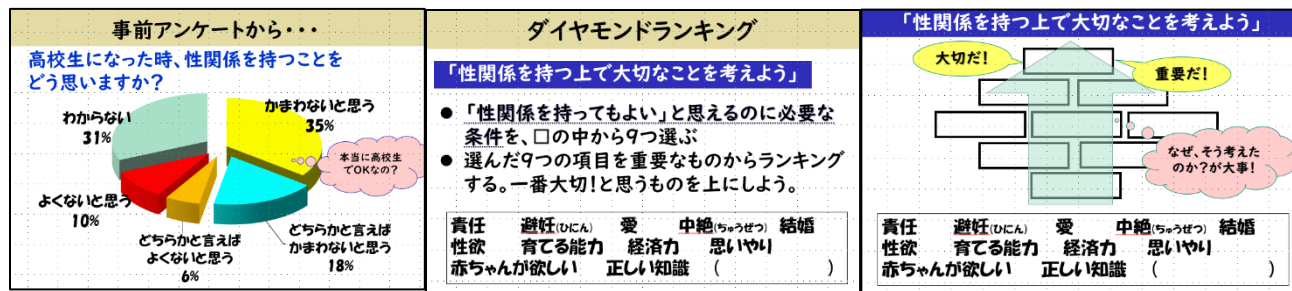 事前アンケートから・・・
高校生になった時、性関係を持つことを
どう思いますか?
わからない
31%
かまわないと思う
35%
本当に高校生
でOKなの?
よくないと思う
10%
どちらかと言えば
よくないと思う
6%
どちらかと言えば
かまわないと思う
18%
ダイヤモンドランキング
「性関係を持つ上で大切なことを考えよう」
● 「性関係を持ってもよい」と思えるのに必要な
条件を、□の中から9つ選ぶ
● 選んだ9つの項目を重要なものからランキング
する。一番大切!と思うものを上にしよう。
責任 避妊(ひにん) 愛 中絶(ちゅうぜつ) 結婚
性欲 育てる能力 経済力 思いやり
赤ちゃんが欲しい 正しい知識 ( )
「性関係を持つ上で大切なことを考えよう」
大切だ!
重要だ!
なぜ、そう考えた
のか?が大事!
責任 避妊(ひにん) 愛 中絶(ちゅうぜつ) 結婚
性欲 育てる能力 経済力 思いやり
赤ちゃんが欲しい 正しい知識 ( )